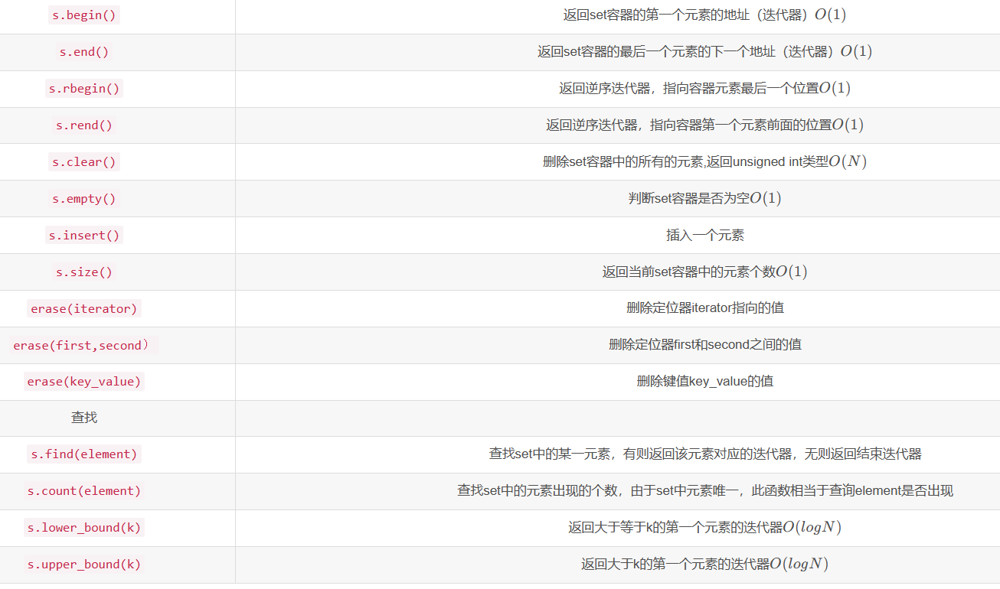 s.begin() 返回set容器的第一个元素的地址（迭代器）O(1)
s.end() 返回set容器的最后一个元素的下一个地址（迭代器）O(1)
s.rbegin() 返回逆序迭代器，指向容器元素最后一个位置O(1)
s.rend() 返回逆序迭代器，指向容器第一个元素前面的位置O(1)
s.clear() 删除set容器中的所有的元素,返回unsigned int类型O(N)
s.empty() 判断set容器是否为空O(1)
s.insert() 插入一个元素
s.size() 返回当前set容器中的元素个数O(1)
erase(iterator) 删除定位器iterator指向的值
erase(first,second） 删除定位器first和second之间的值
erase(key_value) 删除键值key_value的值
查找
s.find(element) 查找set中的某一元素，有则返回该元素对应的迭代器，无则返回结束迭代器
s.count(element) 查找set中的元素出现的个数，由于set中元素唯一，此函数相当于查询element是否出现
s.lower_bound(k) 返回大于等于k的第一个元素的迭代器O(logN)
s.upper_bound(k) 返回大于k的第一个元素的迭代器O(logN)